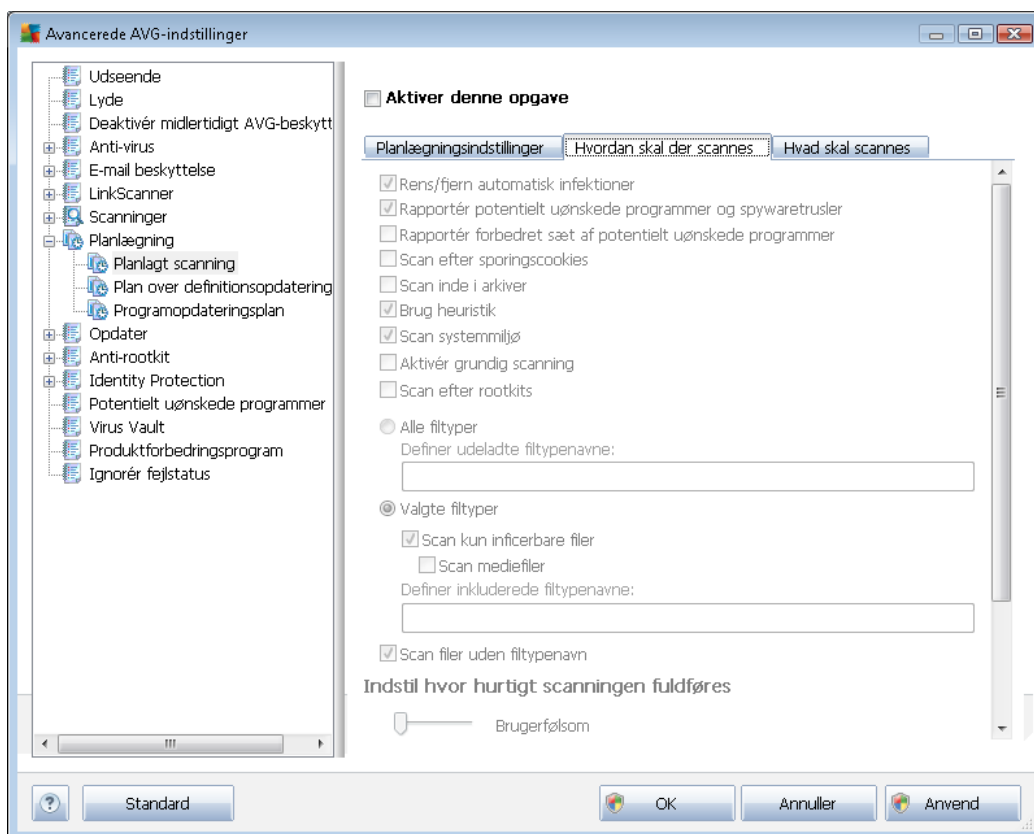 Avancerede AVG-indstillinger
Udseende
Lyde
Deaktivér midlertidigt AVG-beskytt
Anti-virus
E-mail beskyttelse
LinkScanner
Scanninger
Planlægning
Planlagt scanning
Plan over definitionsopdatering
Programopdateringsplan
Opdater
Anti-rootkit
Identity Protection
Potentielt uønskede programmer
Virus Vault
Produktforbedringsprogram
Ignorér fejlstatus
Aktiver denne opgave
Planlægningsindstillinger
Hvordan skal der scannes
Hvad skal scannes
Rens/fjern automatisk infektioner
Rapportér potentielt uønskede programmer og spywaretrusler
Rapportér forbedret sæt af potentielt uønskede programmer
Scan efter sporingscookies
Scan inde i arkiver
Brug heuristik
Scan systemmiljø
Aktivér grundig scanning
Scan efter rootkits
Alle filtyper
Definer udeladte filtypenavne:
Valgte filtyper
Scan kun inficerbare filer
Scan mediefiler
Definer inkluderede filtypenavne:
Scan filer uden filtypenavn
Indstil hvor hurtigt scanningen fuldføres
Brugerfølsom
?
Standard
OK
Annuller
Anvend